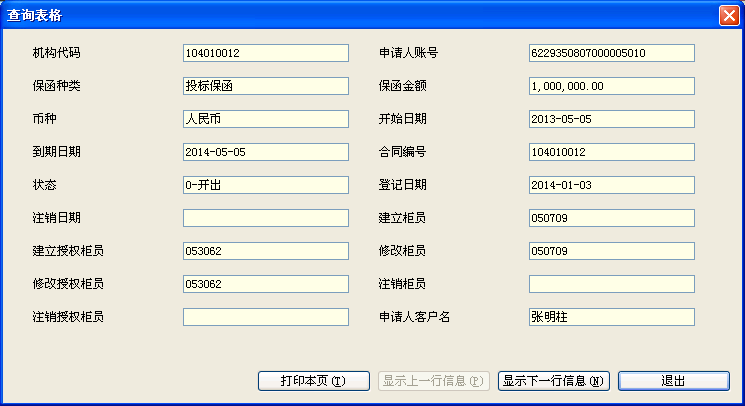 查询表格
机构代码 104010012 申请人账号 6229350807000005010
保函种类 投标保函 保函金额 1,000,000.00
币种 人民币 开始日期 2013-05-05
到期日期 2014-05-05 合同编号 104010012
状态 0-开出 登记日期 2014-01-03
注销日期 建立柜员 050709
建立授权柜员 053062 修改柜员 050709
修改授权柜员 053062 注销柜员
注销授权柜员 申请人客户名 张明柱
打印本页(T) 显示上一行信息(P) 显示下一行信息(N) 退出